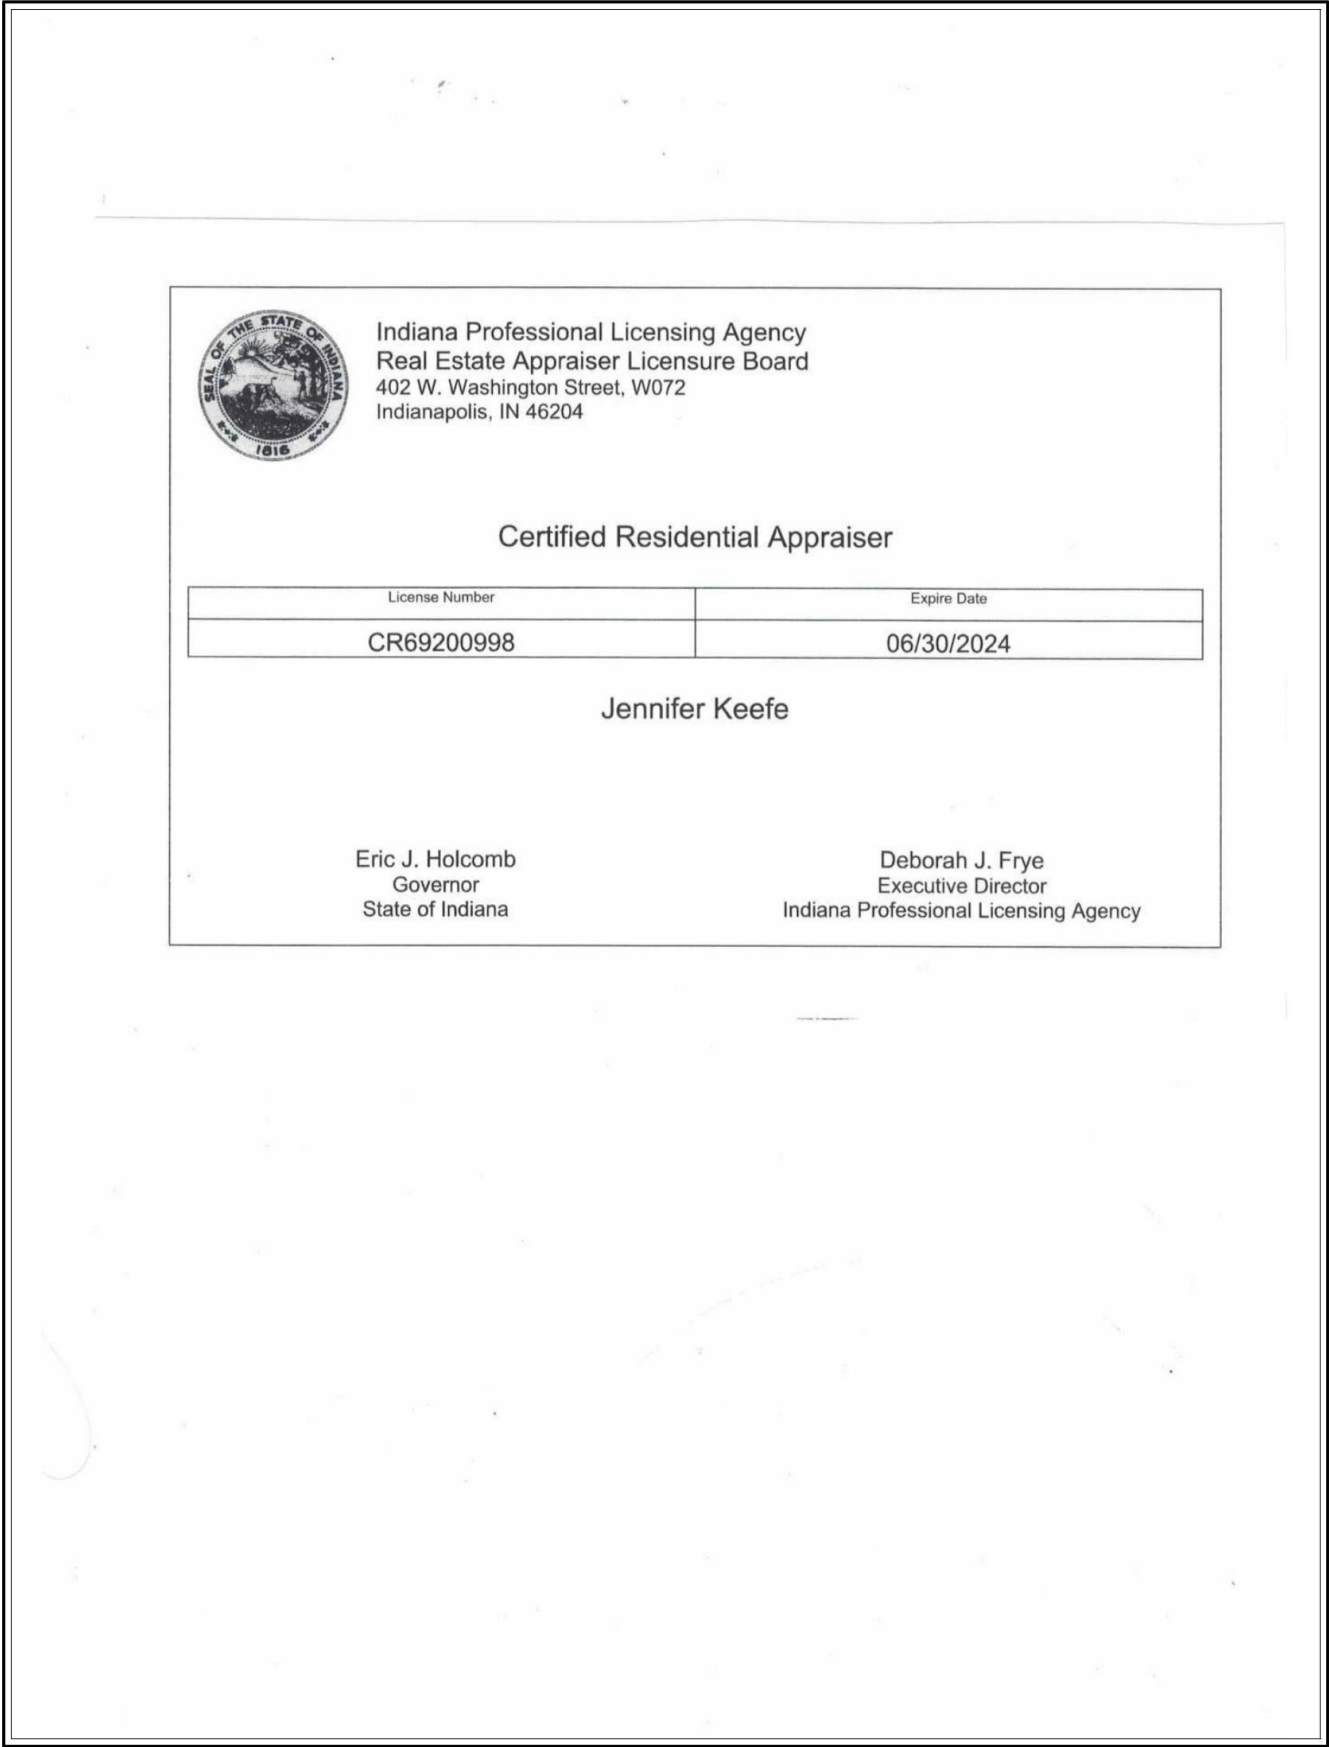 SEAL OF THE STATE OF INDIANA
1816
Indiana Professional Licensing Agency
Real Estate Appraiser Licensure Board
402 W. Washington Street, W072
Indianapolis, IN 46204
Certified Residential Appraiser
License Number
Expire Date
CR69200998
06/30/2024
Jennifer Keefe
Eric J. Holcomb
Governor
State of Indiana
Deborah J. Frye
Executive Director
Indiana Professional Licensing Agency